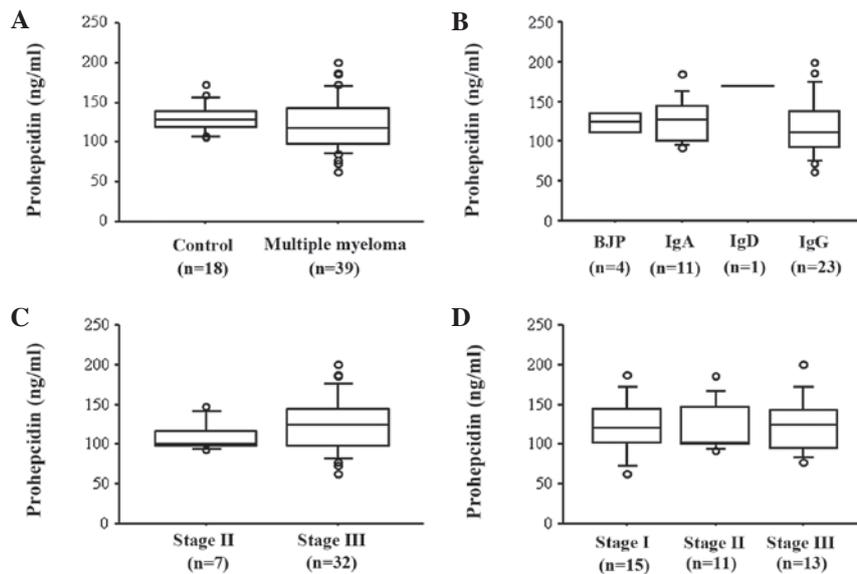 A
Prohepcidin (ng/ml)
250
200
150
100
50
0
Control
(n=18)
Multiple myeloma
(n=39)
B
Prohepcidin (ng/ml)
250
200
150
100
50
0
BJP
(n=4)
IgA
(n=11)
IgD
(n=1)
IgG
(n=23)
C
Prohepcidin (ng/ml)
250
200
150
100
50
0
Stage II
(n=7)
Stage III
(n=32)
D
Prohepcidin (ng/ml)
250
200
150
100
50
0
Stage I
(n=15)
Stage II
(n=11)
Stage III
(n=13)